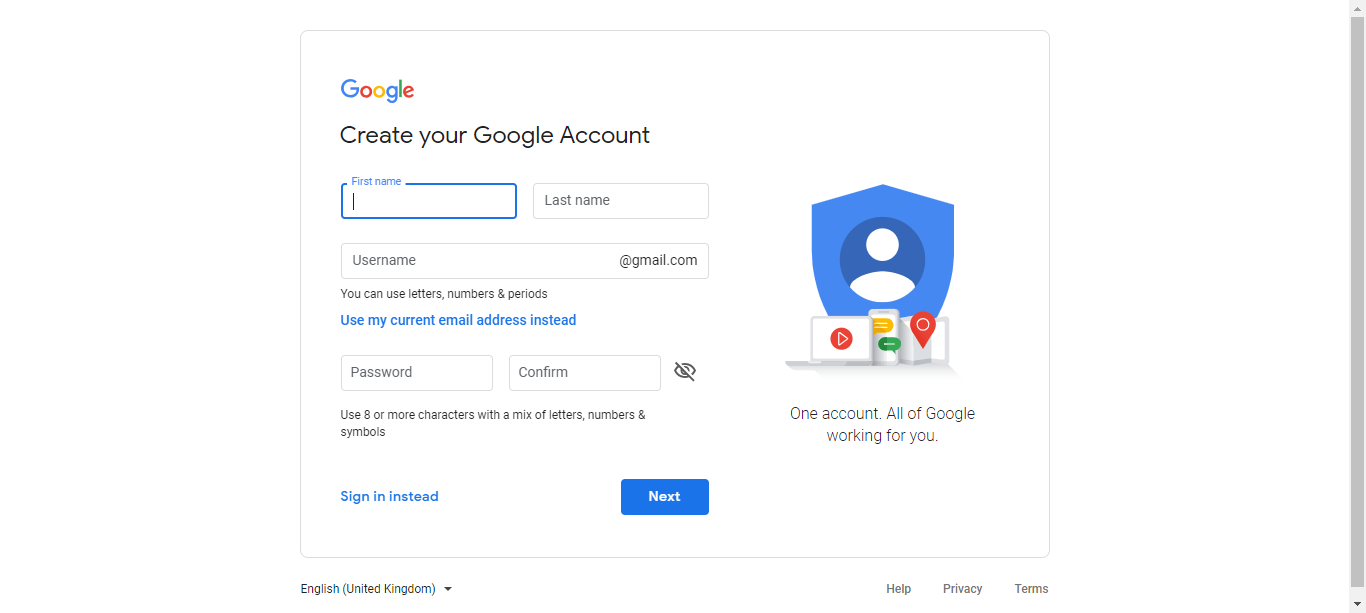 Google
Create your Google Account
First name
Last name
Username
@gmail.com
You can use letters, numbers & periods
Use my current email address instead
Password
Confirm
Use 8 or more characters with a mix of letters, numbers &
symbols
Sign in instead
Next
One account. All of Google
working for you.
English (United Kingdom)
Help
Privacy
Terms